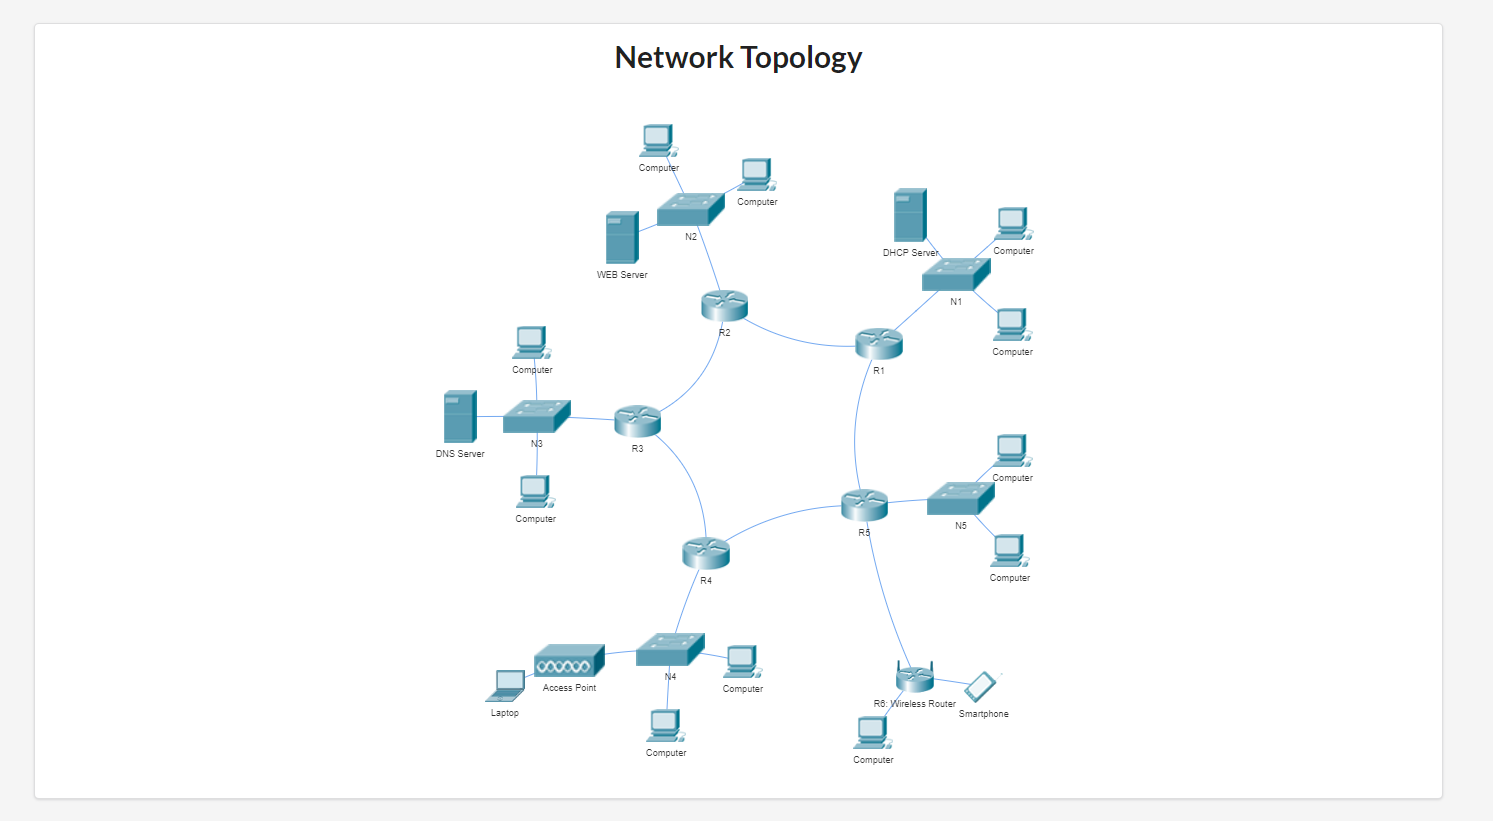 Network Topology
Computer
Computer
N2
WEB Server
DHCP Server
Computer
N1
Computer
R2
R1
Computer
DNS Server
N3
R3
Computer
Computer
R5
N5
Computer
R4
Access Point
Laptop
N4
Computer
Computer
R6: Wireless Router
Smartphone
Computer